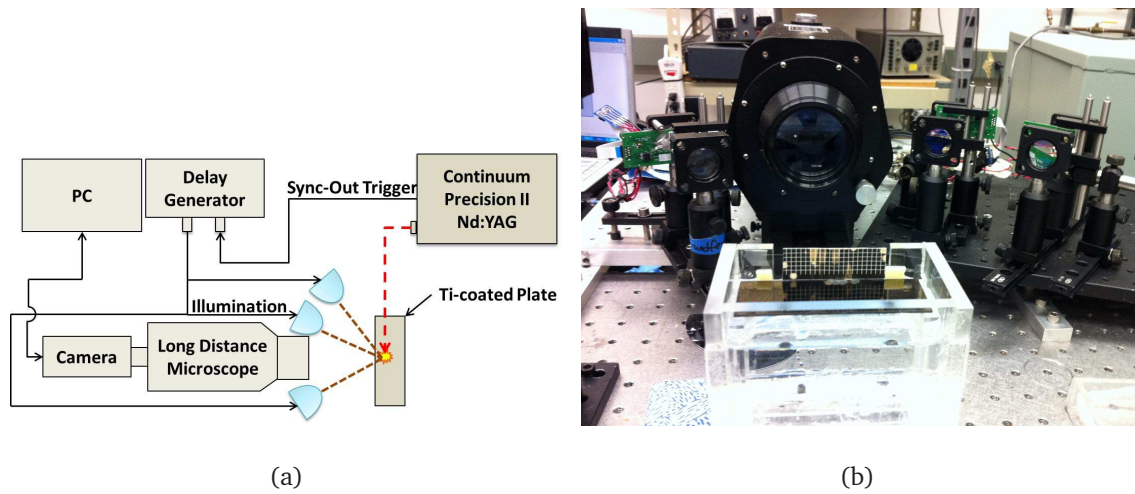 PC
Delay
Generator
Sync-Out Trigger
Continuum
Precision II
Nd:YAG
Illumination
Ti-coated Plate
Camera
Long Distance
Microscope
(a)
(b)